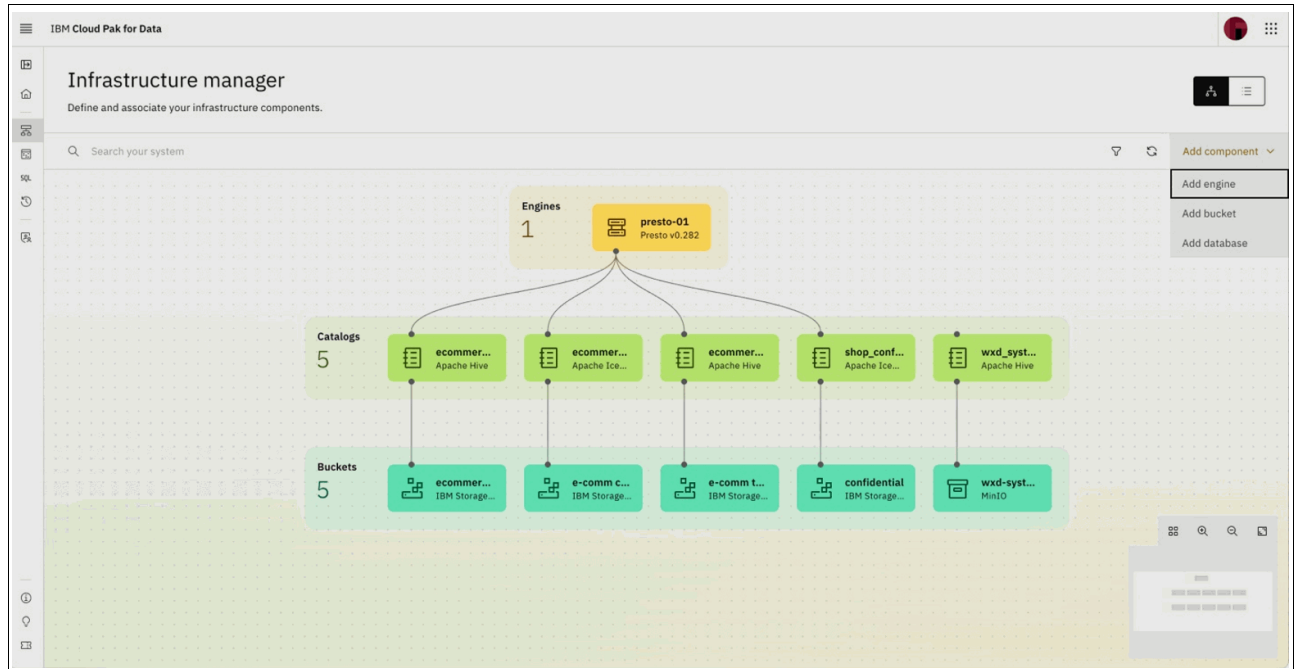 IBM Cloud Pak for Data
Infrastructure manager
Define and associate your infrastructure components.
Search your system
Add component
Add engine
Add bucket
Add database
SQL
Engines
1
presto-01
Presto v0.282
Catalogs
5
ecommer...
Apache Hive
ecommer...
Apache Ice...
ecommer...
Apache Hive
shop_conf...
Apache Ice...
wxd_syst...
Apache Hive
Buckets
5
ecommer...
IBM Storage...
e-comm c...
IBM Storage...
e-comm t...
IBM Storage...
confidential
IBM Storage...
wxd-syst...
MinIO